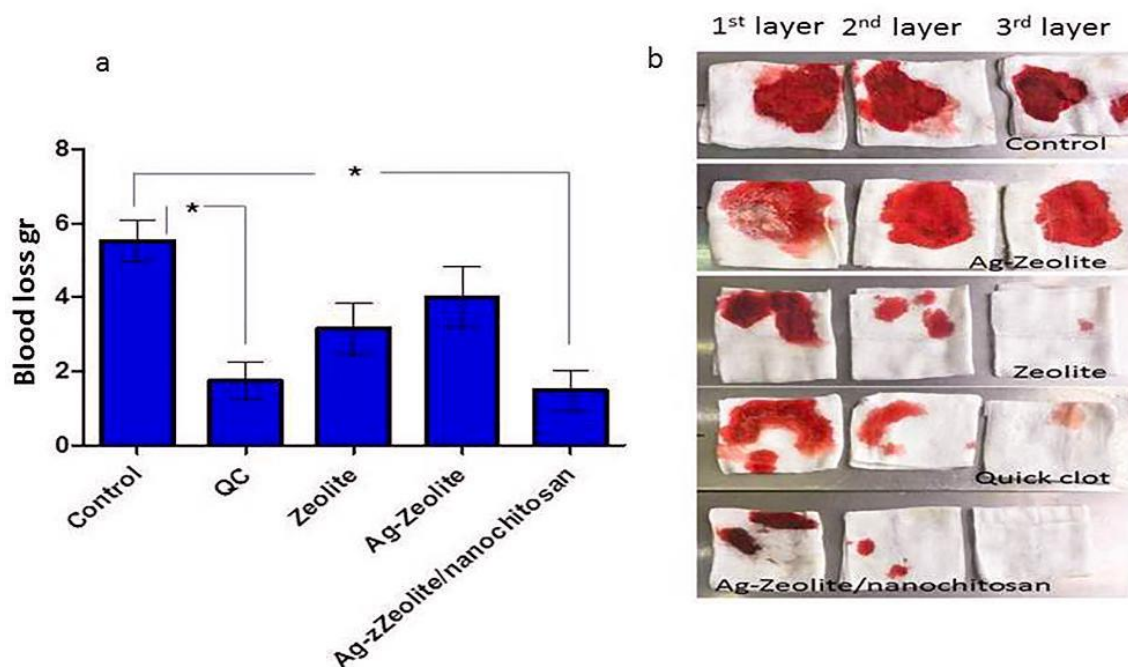 a
Blood loss gr
8
6
4
2
0
*
*
Control
QC
Zeolite
Ag-Zeolite
Ag-zZeolite/nanochitosan
b
1st layer 2nd layer 3rd layer
Control
Ag-Zeolite
Zeolite
Quick clot
Ag-Zeolite/nanochitosan